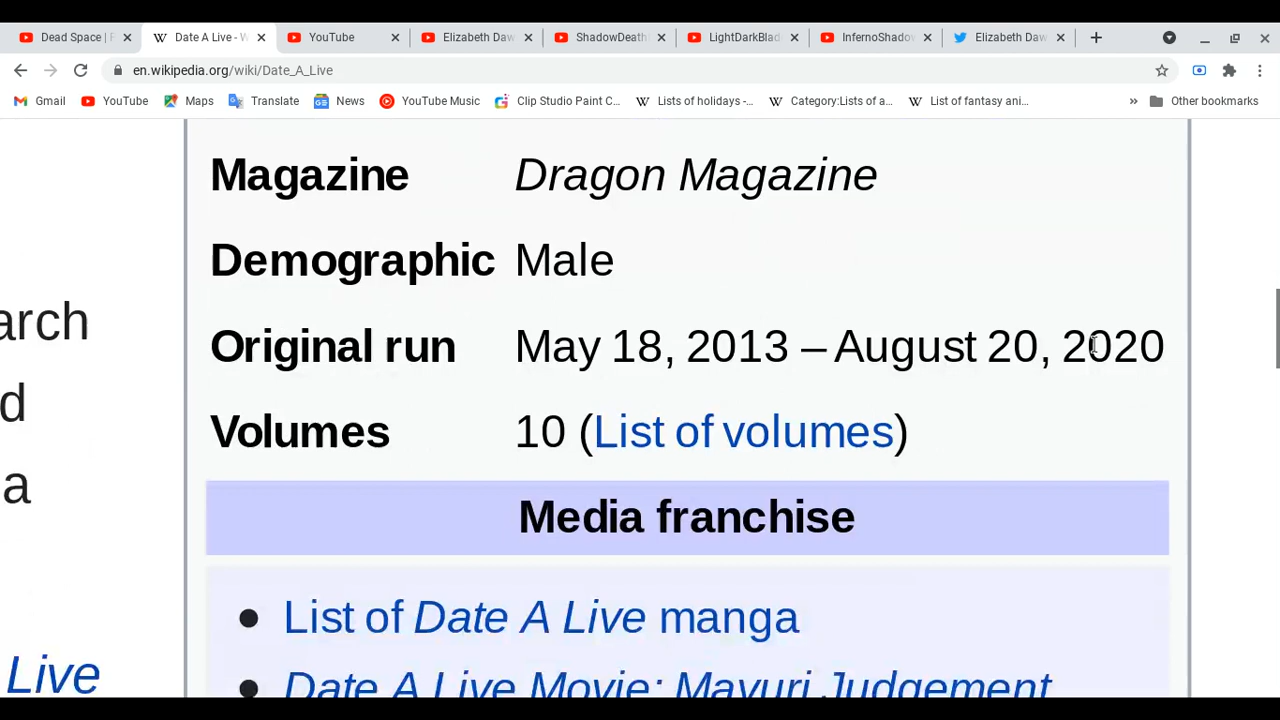 Dead Space | F
Date A Live - W
YouTube
Elizabeth Daw
ShadowDeath
LightDarkBlad
InfernoShadow
Elizabeth Daw
en.wikipedia.org/wiki/Date_A_Live
Gmail YouTube Maps Translate News YouTube Music Clip Studio Paint C... Lists of holidays -... Category:Lists of a... List of fantasy ani... » Other bookmarks
Magazine Dragon Magazine
Demographic Male
arch
Original run May 18, 2013 – August 20, 2020
d
Volumes 10 (List of volumes)
a
Media franchise
• List of Date A Live manga
Live
• Date A Live Movie: Mayuri Judgement